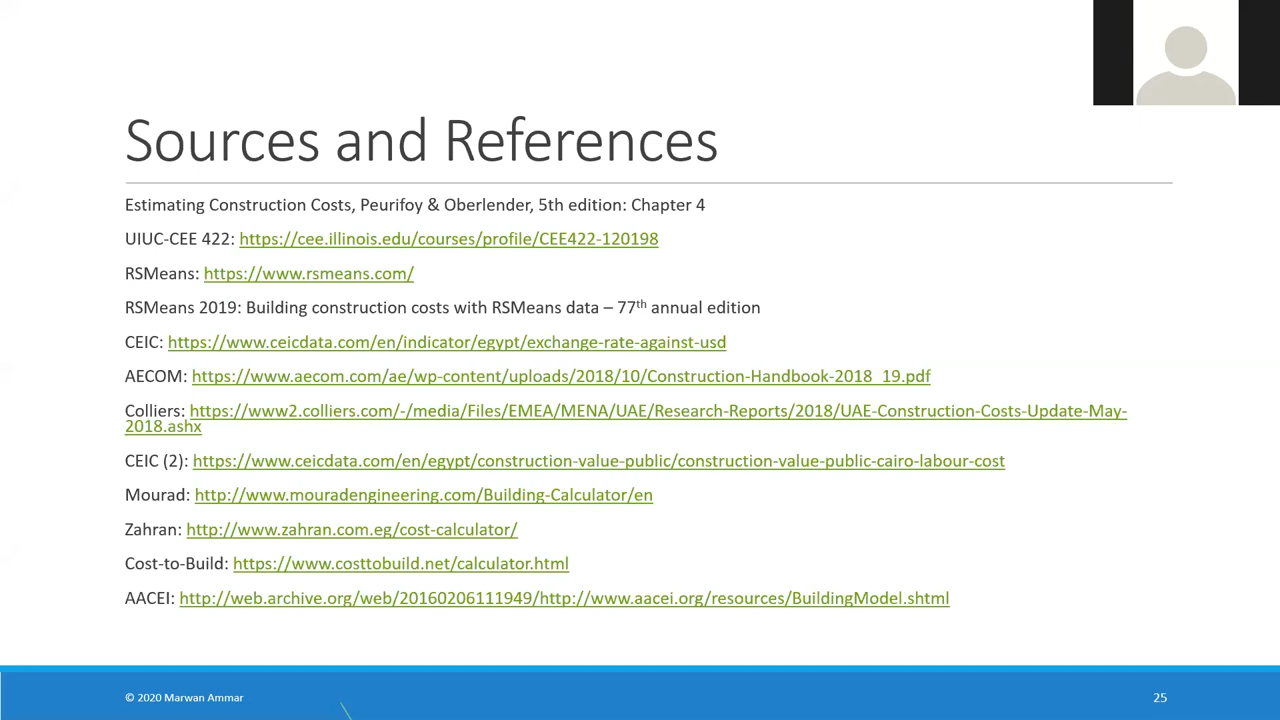 Sources and References
Estimating Construction Costs, Peurifoy & Oberlender, 5th edition: Chapter 4
UIUC-CEE 422: https://cee.illinois.edu/courses/profile/CEE422-120198
RSMeans: https://www.rsmeans.com/
RSMeans 2019: Building construction costs with RSMeans data – 77th annual edition
CEIC: https://www.ceicdata.com/en/indicator/egypt/exchange-rate-against-usd
AECOM: https://www.aecom.com/ae/wp-content/uploads/2018/10/Construction-Handbook-2018_19.pdf
Colliers: https://www2.colliers.com/-/media/Files/EMEA/MENA/UAE/Research-Reports/2018/UAE-Construction-Costs-Update-May-
2018.ashx
CEIC (2): https://www.ceicdata.com/en/egypt/construction-value-public/construction-value-public-cairo-labour-cost
Mourad: http://www.mouradengineering.com/Building-Calculator/en
Zahran: http://www.zahran.com.eg/cost-calculator/
Cost-to-Build: https://www.costtobuild.net/calculator.html
AACEI: http://web.archive.org/web/20160206111949/http://www.aacei.org/resources/BuildingModel.shtml
© 2020 Marwan Ammar
25